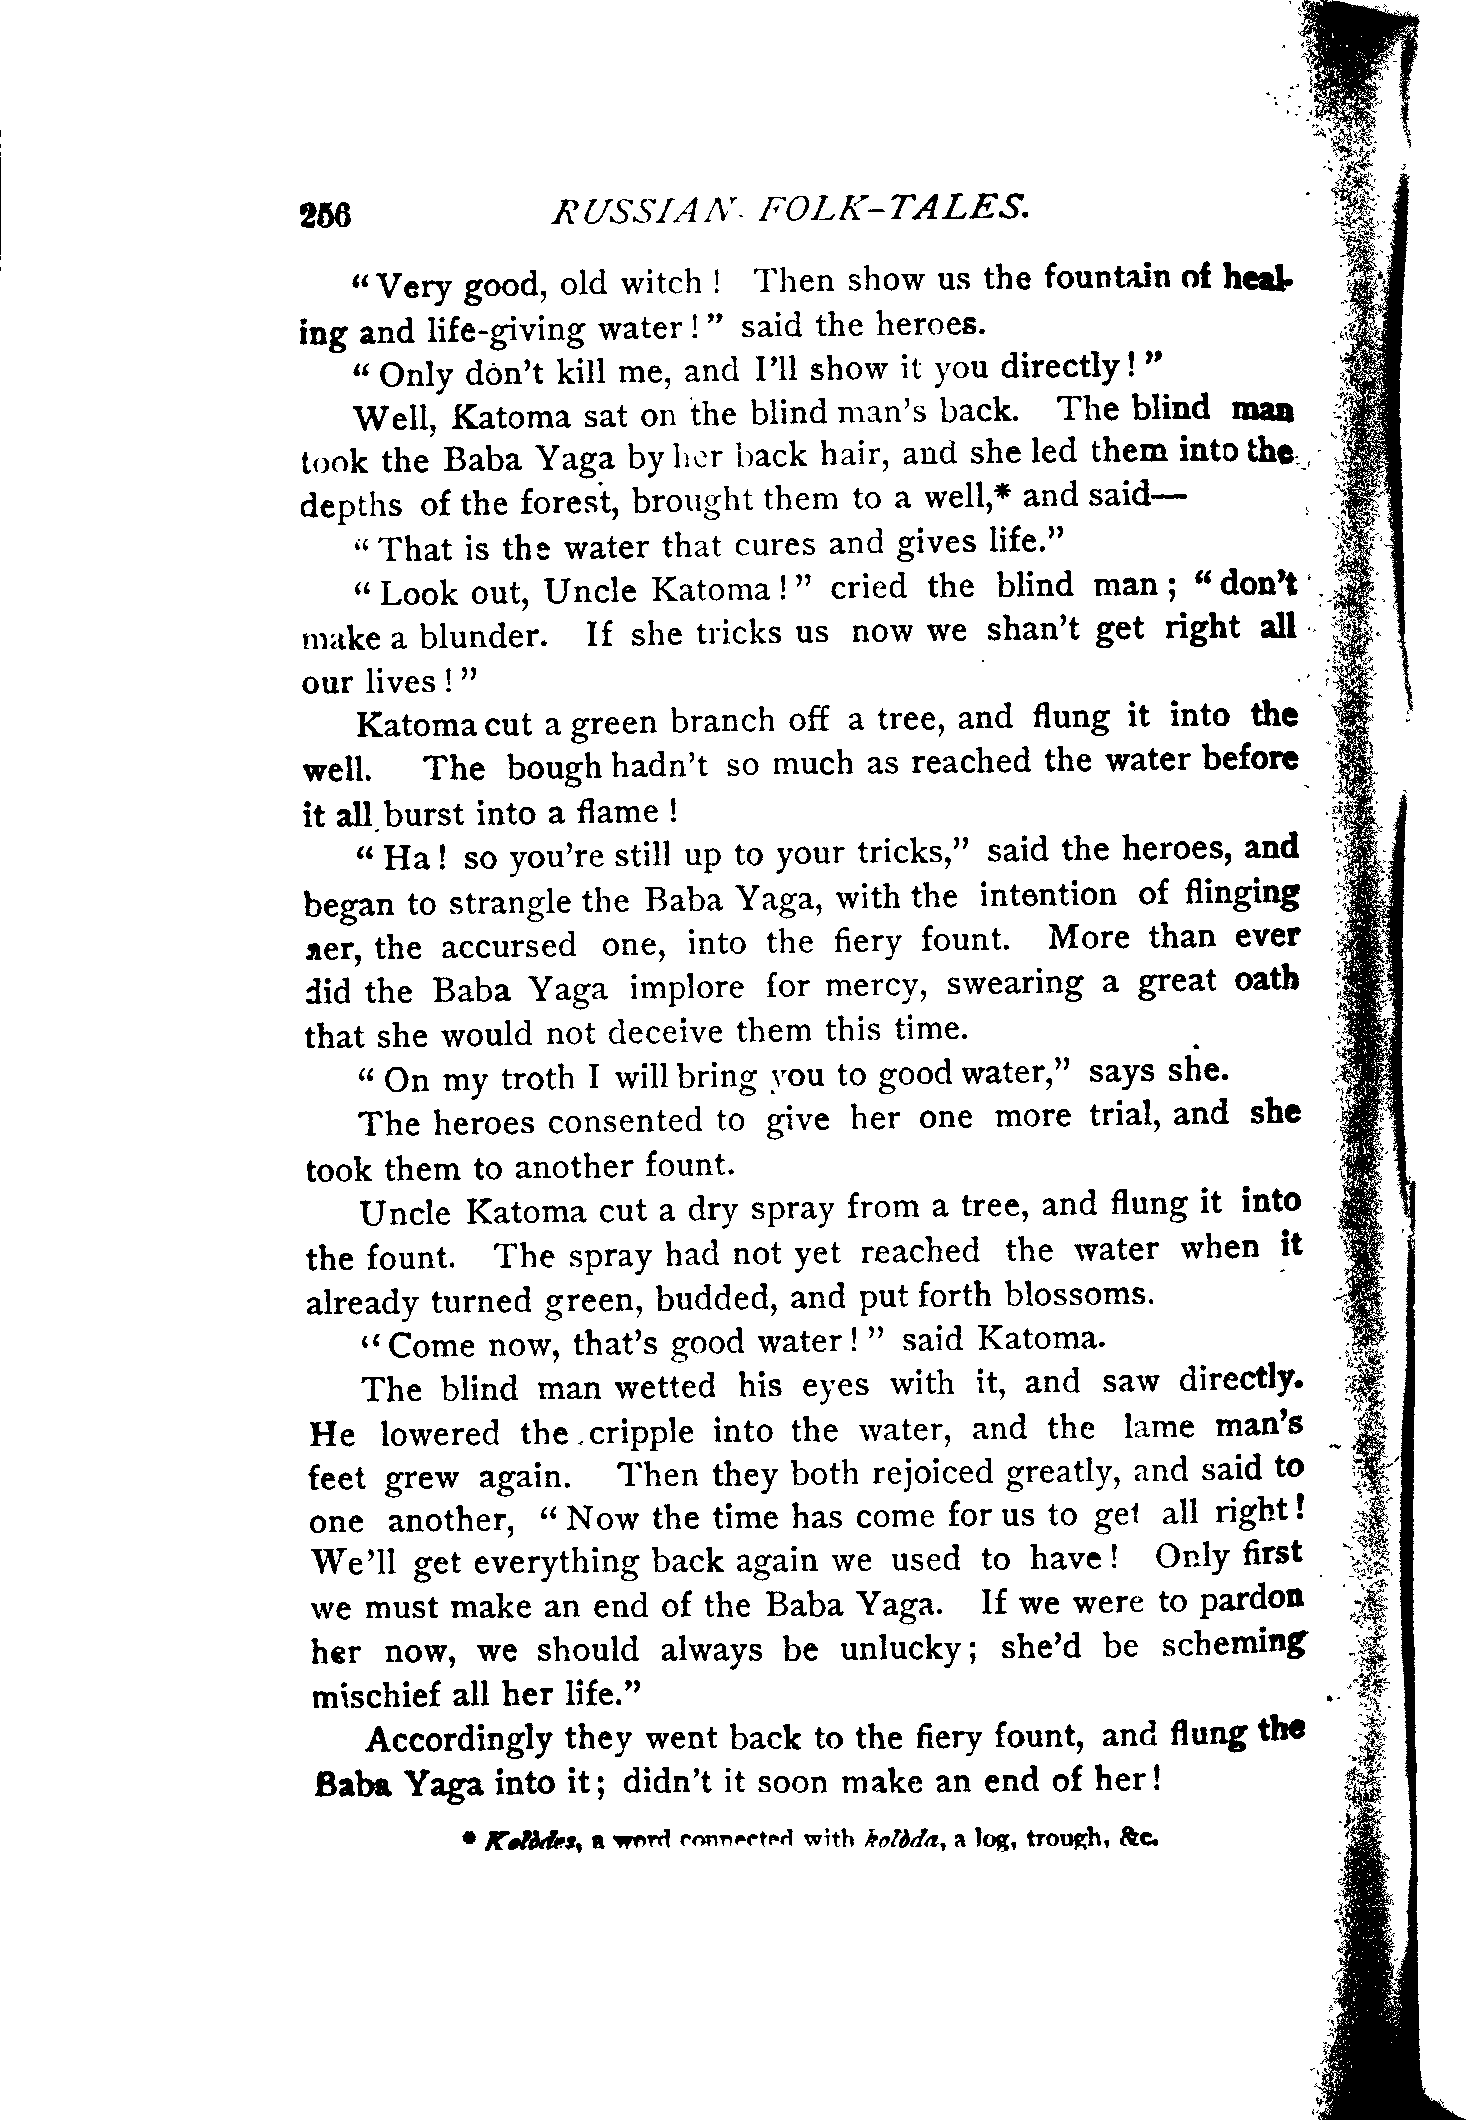 256 RUSSIAN FOLK-TALES.
“Very good, old witch! Then show us the fountain of heal-
ing and life-giving water!” said the heroes.
“Only don't kill me, and I'll show it you directly!”
Well, Katoma sat on the blind man's back. The blind man
took the Baba Yaga by her back hair, and she led them into the
depths of the forest, brought them to a well,* and said—
“That is the water that cures and gives life.”
“Look out, Uncle Katoma!” cried the blind man; “don't
make a blunder. If she tricks us now we shan't get right all
our lives!”
Katoma cut a green branch off a tree, and flung it into the
well. The bough hadn't so much as reached the water before
it all burst into a flame!
“Ha! so you're still up to your tricks,” said the heroes, and
began to strangle the Baba Yaga, with the intention of flinging
her, the accursed one, into the fiery fount. More than ever
did the Baba Yaga implore for mercy, swearing a great oath
that she would not deceive them this time.
“On my troth I will bring you to good water,” says she.
The heroes consented to give her one more trial, and she
took them to another fount.
Uncle Katoma cut a dry spray from a tree, and flung it into
the fount. The spray had not yet reached the water when it
already turned green, budded, and put forth blossoms.
“Come now, that's good water!” said Katoma.
The blind man wetted his eyes with it, and saw directly.
He lowered the cripple into the water, and the lame man's
feet grew again. Then they both rejoiced greatly, and said to
one another, “Now the time has come for us to get all right!
We'll get everything back again we used to have! Only first
we must make an end of the Baba Yaga. If we were to pardon
her now, we should always be unlucky; she'd be scheming
mischief all her life.”
Accordingly they went back to the fiery fount, and flung the
Baba Yaga into it; didn't it soon make an end of her!
* Kolòdes, a word connected with kolòda, a log, trough, &c.